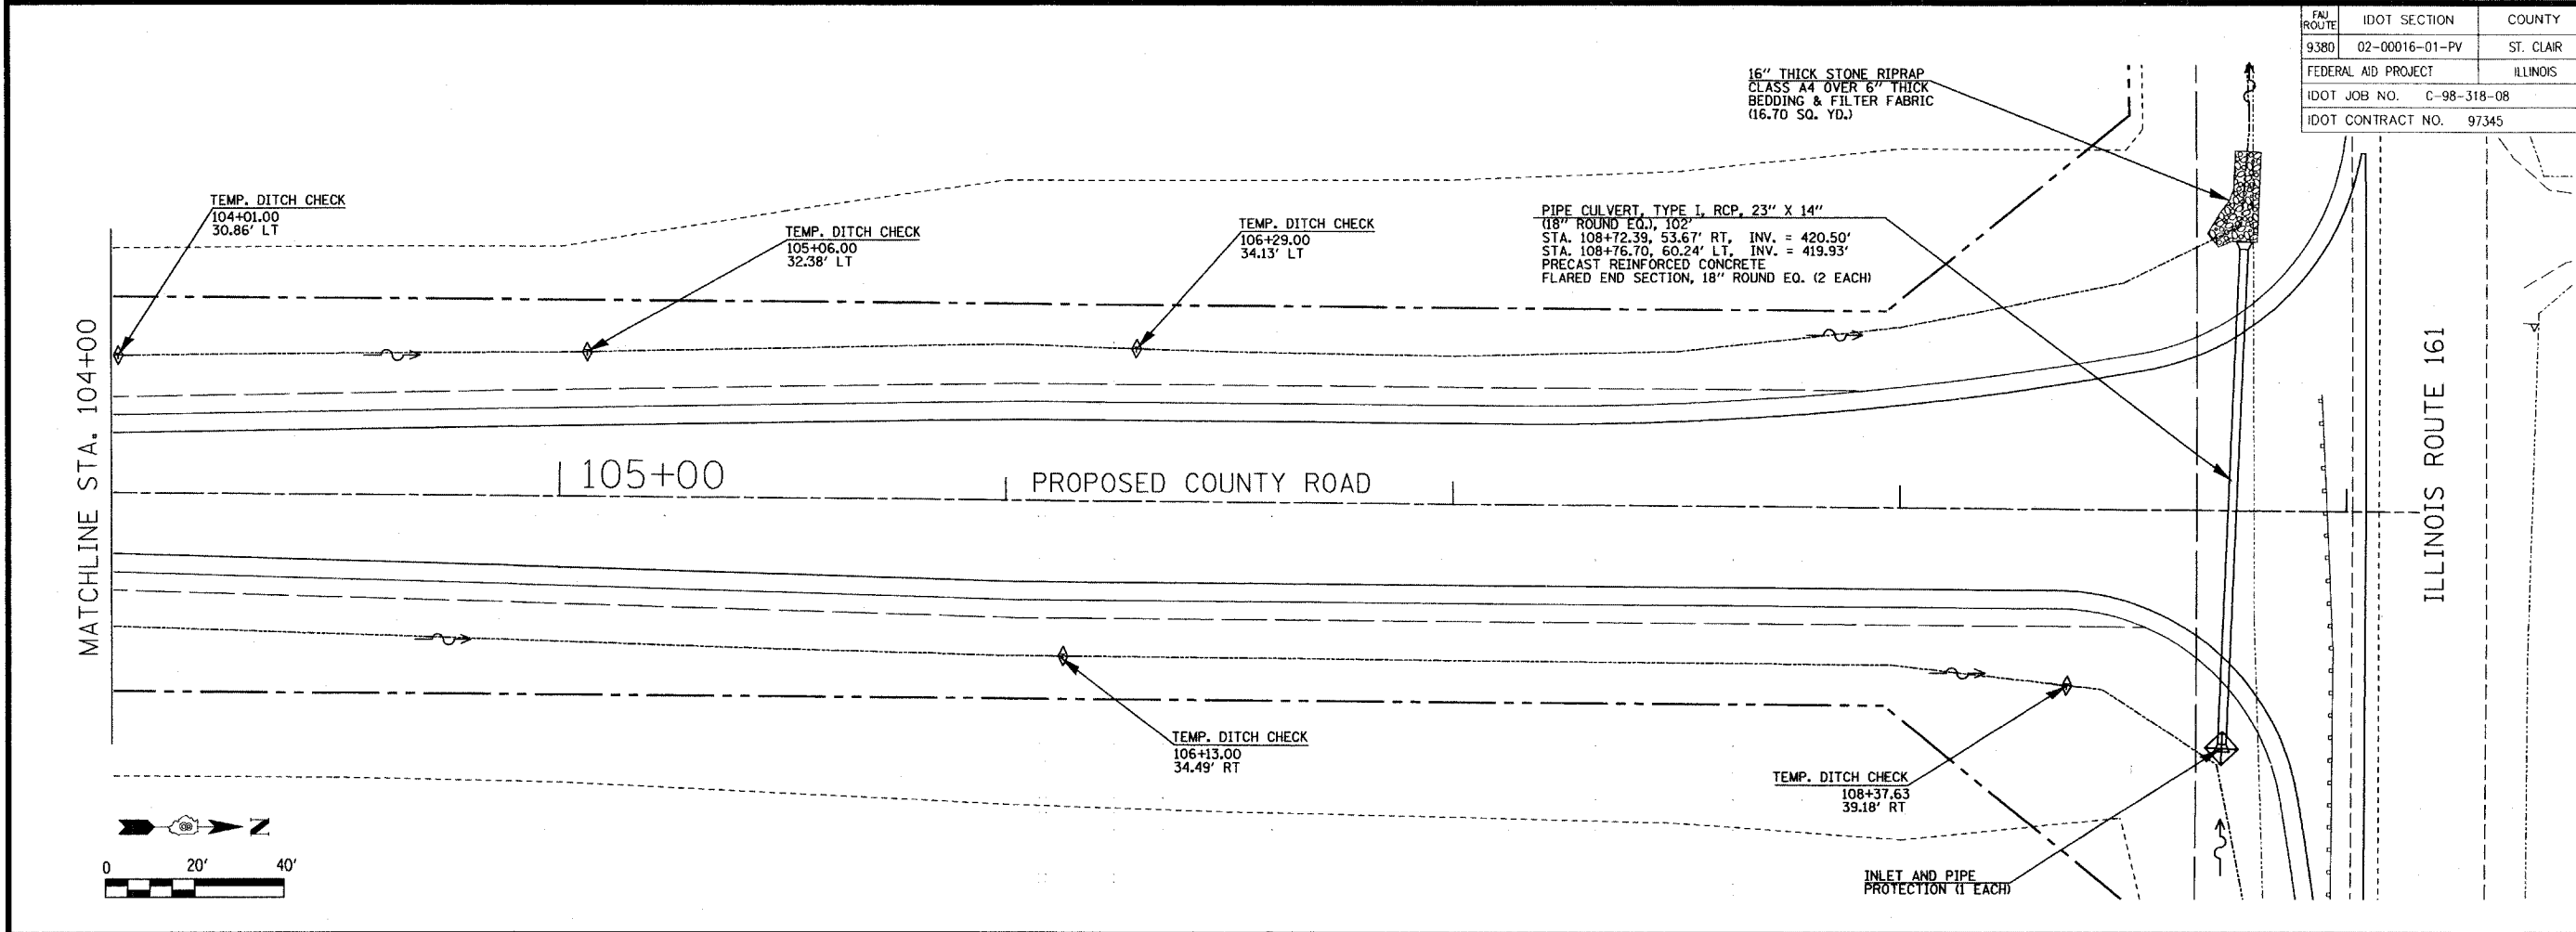 FAU ROUTE IDOT SECTION COUNTY
9380 02-00016-01-PV ST. CLAIR
FEDERAL AID PROJECT ILLINOIS
IDOT JOB NO. C-98-318-08
IDOT CONTRACT NO. 97345
16" THICK STONE RIPRAP
CLASS A4 OVER 6" THICK
BEDDING & FILTER FABRIC
(16.70 SQ. YD.)
TEMP. DITCH CHECK
104+01.00
30.86' LT
TEMP. DITCH CHECK
105+06.00
32.38' LT
TEMP. DITCH CHECK
106+29.00
34.13' LT
PIPE CULVERT, TYPE I, RCP, 23" X 14"
(18" ROUND EQ.), 102'
STA. 108+72.39, 53.67' RT, INV. = 420.50'
STA. 108+76.70, 60.24' LT, INV. = 419.93'
PRECAST REINFORCED CONCRETE
FLARED END SECTION, 18" ROUND EQ. (2 EACH)
MATCHLINE STA. 104+00
105+00
PROPOSED COUNTY ROAD
ILLINOIS ROUTE 161
TEMP. DITCH CHECK
106+13.00
34.49' RT
TEMP. DITCH CHECK
108+37.63
39.18' RT
INLET AND PIPE
PROTECTION (1 EACH)
Z
0 20' 40'